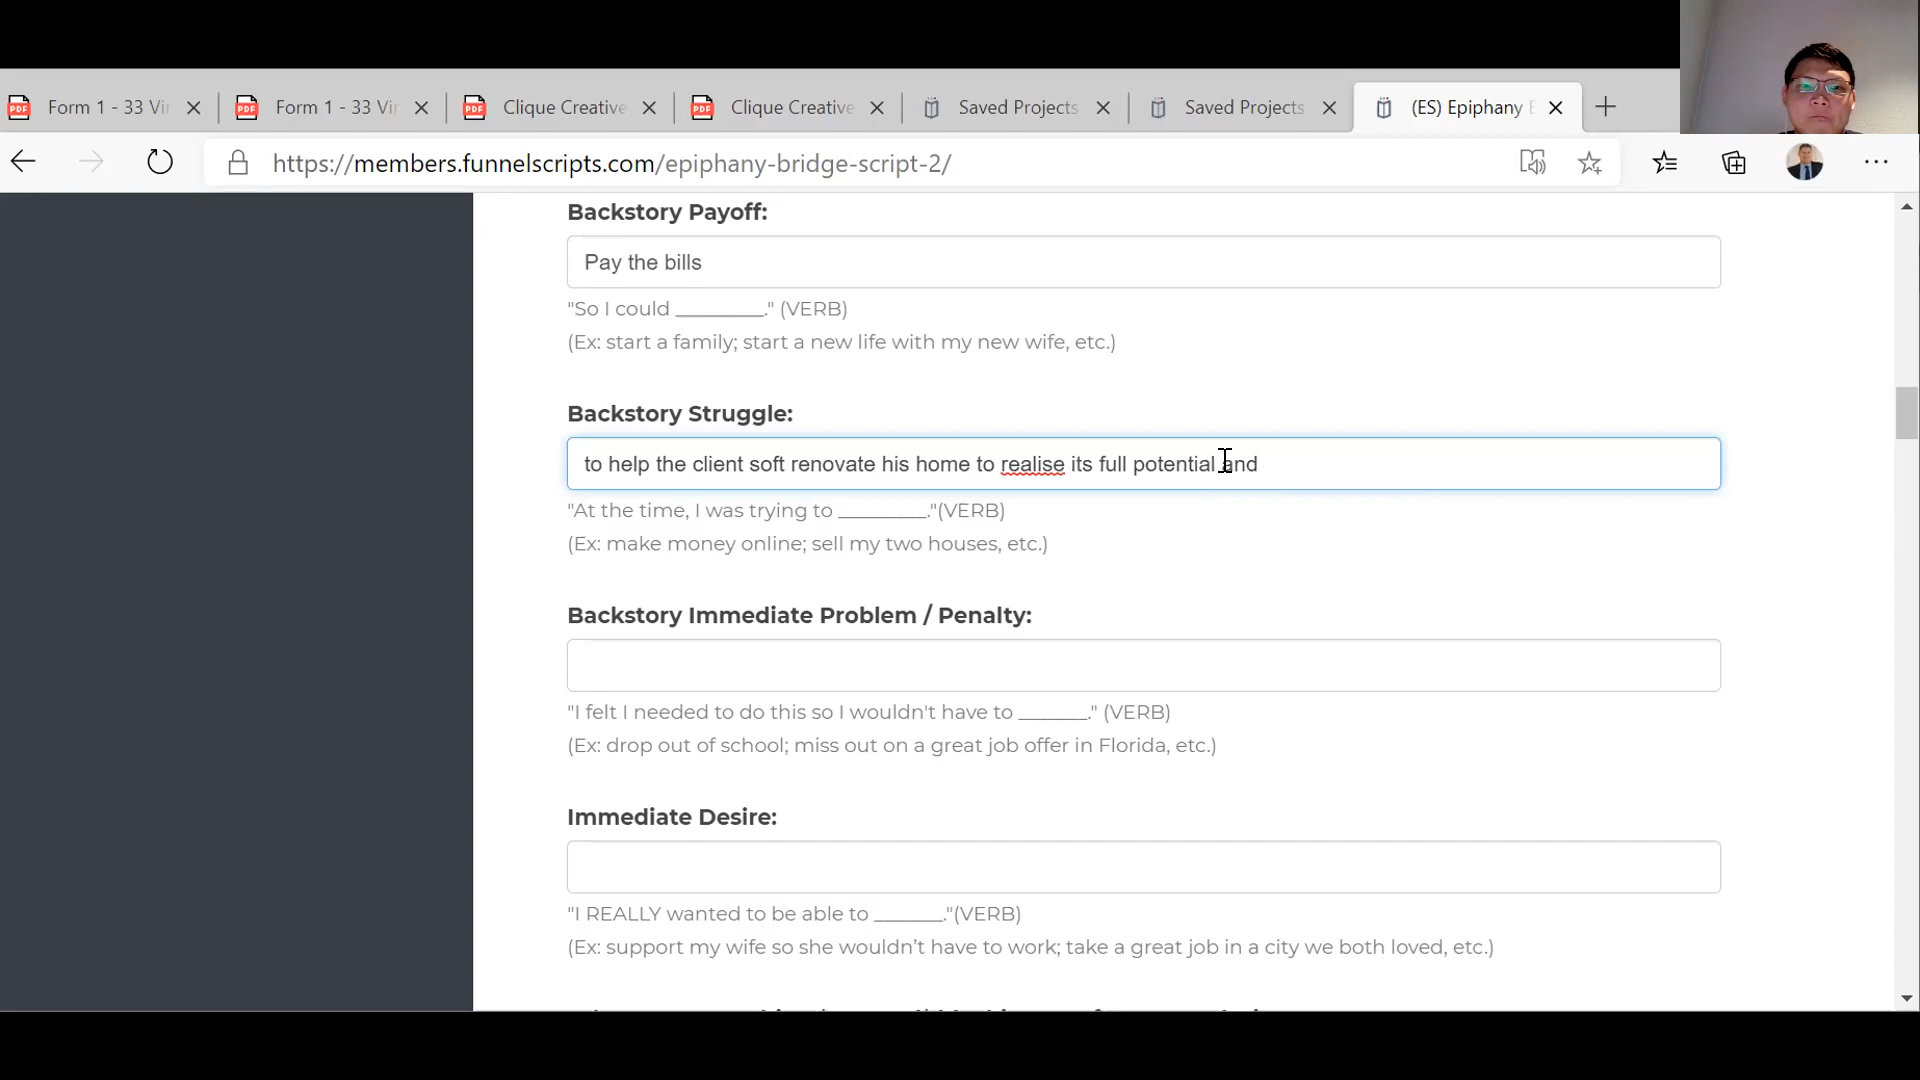 Form 1 - 33 Vir
Form 1 - 33 Vir
Clique Creative
Clique Creative
Saved Projects
Saved Projects
(ES) Epiphany
https://members.funnelscripts.com/epiphany-bridge-script-2/
Backstory Payoff:
Pay the bills
"So I could _________." (VERB)
(Ex: start a family; start a new life with my new wife, etc.)
Backstory Struggle:
to help the client soft renovate his home to realise its full potential and
"At the time, I was trying to _________."(VERB)
(Ex: make money online; sell my two houses, etc.)
Backstory Immediate Problem / Penalty:
"I felt I needed to do this so I wouldn't have to _______." (VERB)
(Ex: drop out of school; miss out on a great job offer in Florida, etc.)
Immediate Desire:
"I REALLY wanted to be able to _______."(VERB)
(Ex: support my wife so she wouldn’t have to work; take a great job in a city we both loved, etc.)